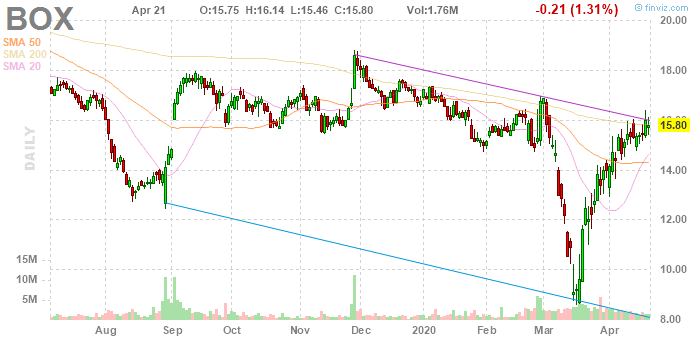 BOX Apr 21 O:15.75 H:16.14 L:15.46 C:15.80 Vol:1.76M -0.21 (1.31%) © finviz.com
SMA 50
SMA 200
SMA 20
20.00
18.00
16.00
15.80
14.00
12.00
10.00
8.00
DAILY
15M
10M
5M
Aug Sep Oct Nov Dec 2020 Feb Mar Apr